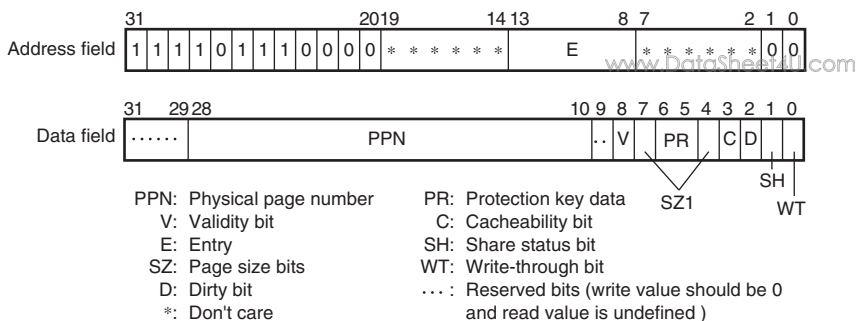 31 2019 14 13 8 7 2 1 0
Address field 1 1 1 1 0 1 1 1 0 0 0 0 * * * * * * E * * * * * * 0 0
www.DataSheet4U.com
31 29 28 10 9 8 7 6 5 4 3 2 1 0
Data field ...... PPN .. V PR C D
SH
SZ1 WT
PPN: Physical page number PR: Protection key data
V: Validity bit C: Cacheability bit
E: Entry SH: Share status bit
SZ: Page size bits WT: Write-through bit
D: Dirty bit ... : Reserved bits (write value should be 0
*: Don't care and read value is undefined )